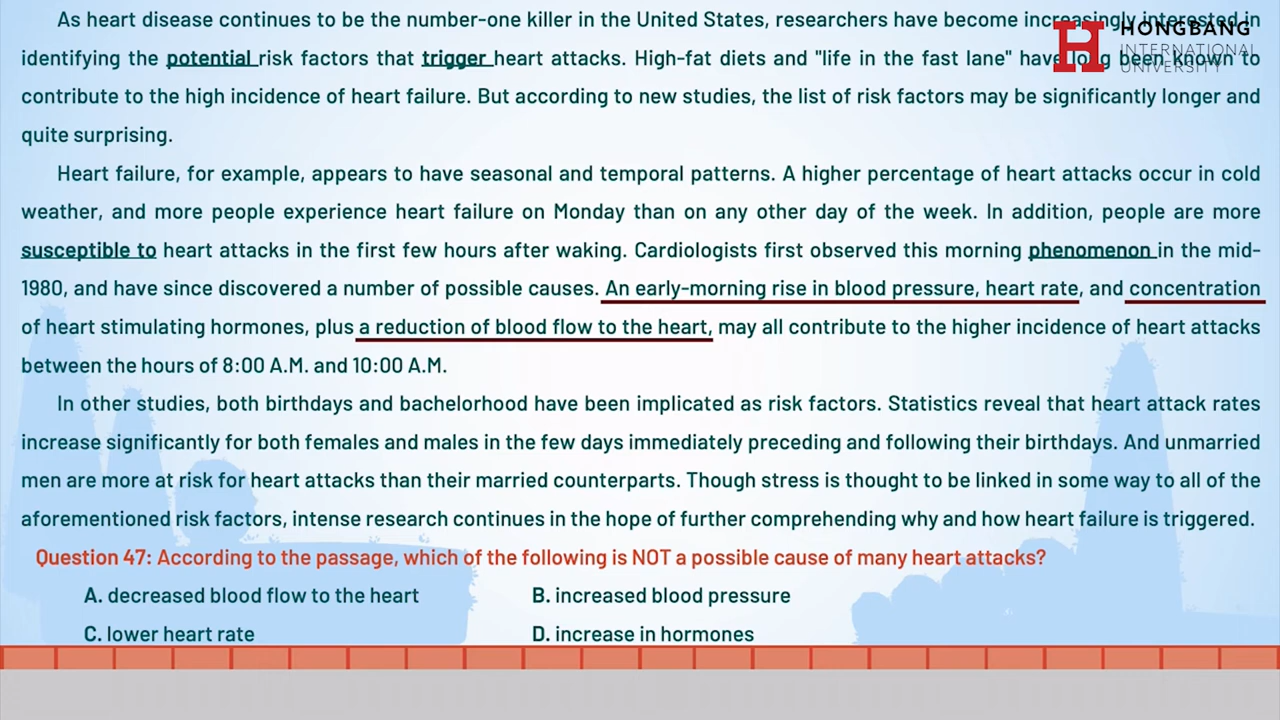 As heart disease continues to be the number-one killer in the United States, researchers have become increasingly interested in
identifying the potential risk factors that trigger heart attacks. High-fat diets and "life in the fast lane" have long been known to
contribute to the high incidence of heart failure. But according to new studies, the list of risk factors may be significantly longer and
quite surprising.
Heart failure, for example, appears to have seasonal and temporal patterns. A higher percentage of heart attacks occur in cold
weather, and more people experience heart failure on Monday than on any other day of the week. In addition, people are more
susceptible to heart attacks in the first few hours after waking. Cardiologists first observed this morning phenomenon in the mid-
1980, and have since discovered a number of possible causes. An early-morning rise in blood pressure, heart rate, and concentration
of heart stimulating hormones, plus a reduction of blood flow to the heart, may all contribute to the higher incidence of heart attacks
between the hours of 8:00 A.M. and 10:00 A.M.
In other studies, both birthdays and bachelorhood have been implicated as risk factors. Statistics reveal that heart attack rates
increase significantly for both females and males in the few days immediately preceding and following their birthdays. And unmarried
men are more at risk for heart attacks than their married counterparts. Though stress is thought to be linked in some way to all of the
aforementioned risk factors, intense research continues in the hope of further comprehending why and how heart failure is triggered.
Question 47: According to the passage, which of the following is NOT a possible cause of many heart attacks?
A. decreased blood flow to the heart B. increased blood pressure
C. lower heart rate D. increase in hormones
HONGBANG
INTERNATIONAL
UNIVERSITY